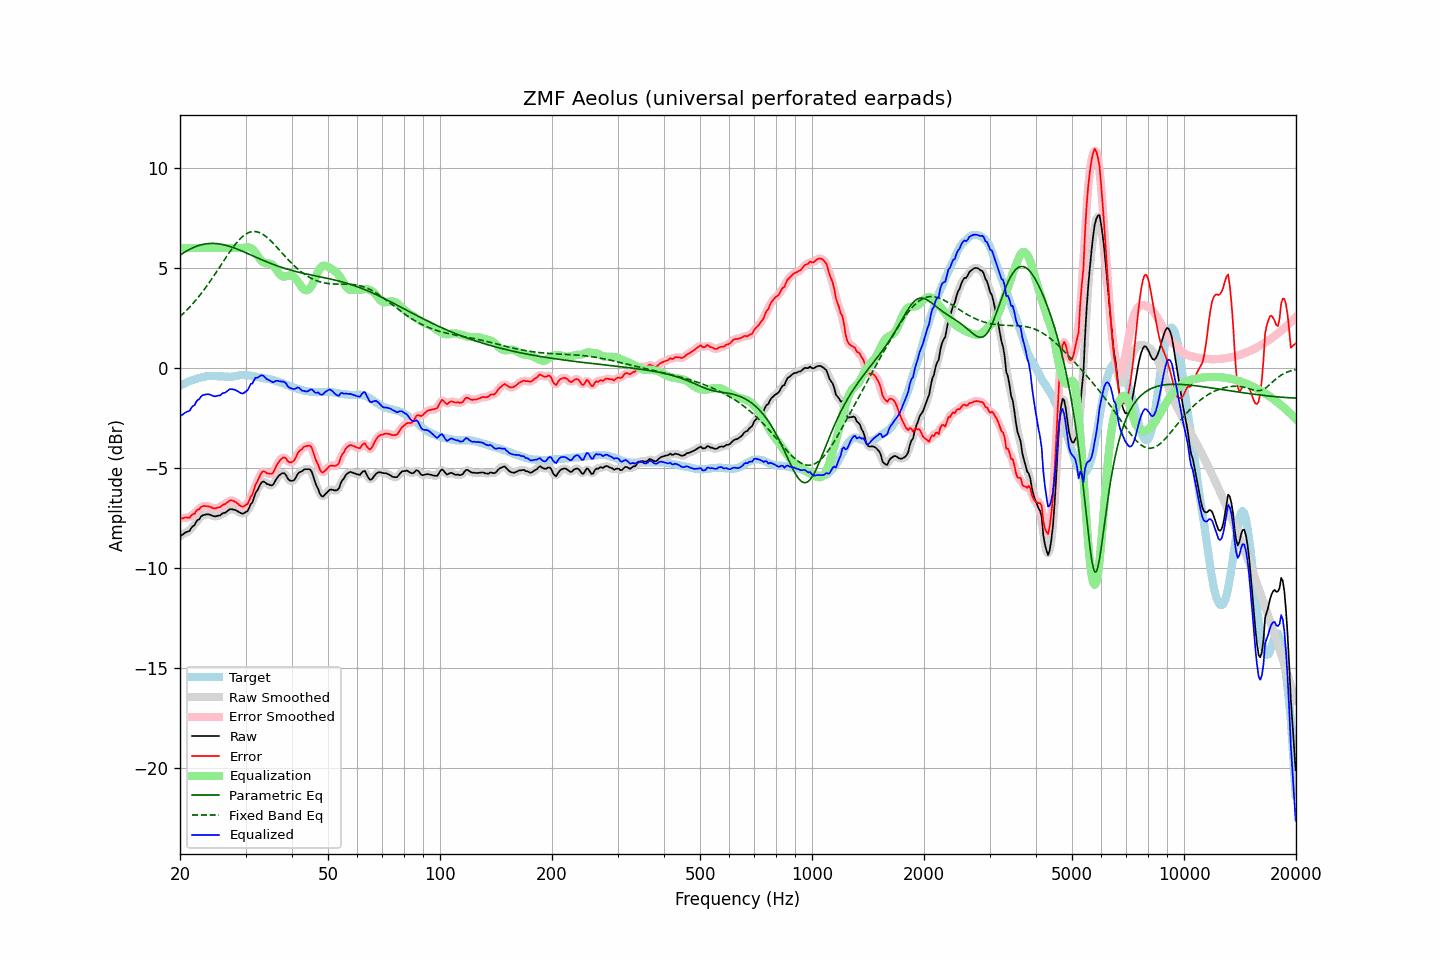 ZMF Aeolus (universal perforated earpads)
Amplitude (dBr)
10
5
0
−5
−10
−15
−20
Target
Raw Smoothed
Error Smoothed
Raw
Error
Equalization
Parametric Eq
Fixed Band Eq
Equalized
20 50 100 200 500 1000 2000 5000 10000 20000
Frequency (Hz)